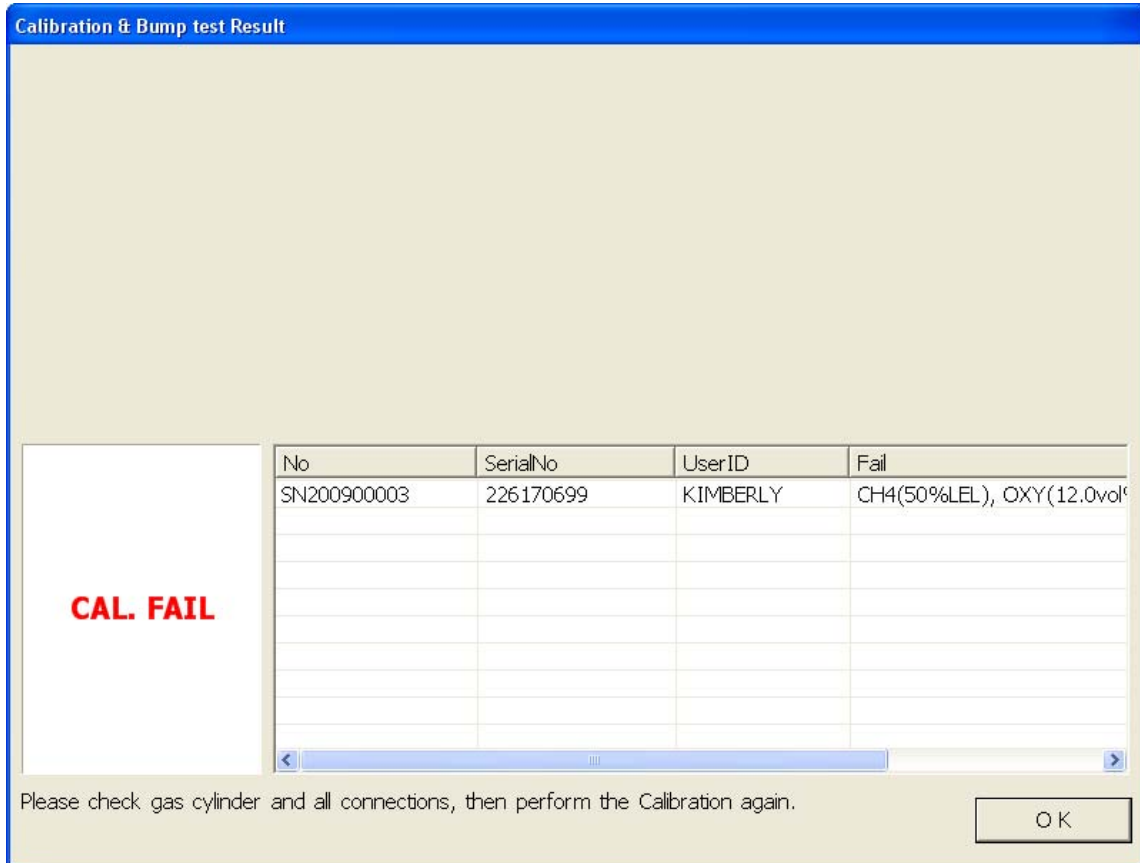 Calibration & Bump test Result
No SerialNo UserID Fail
SN200900003 226170699 KIMBERLY CH4(50%LEL), OXY(12.0vol%
CAL. FAIL
Please check gas cylinder and all connections, then perform the Calibration again.
OK